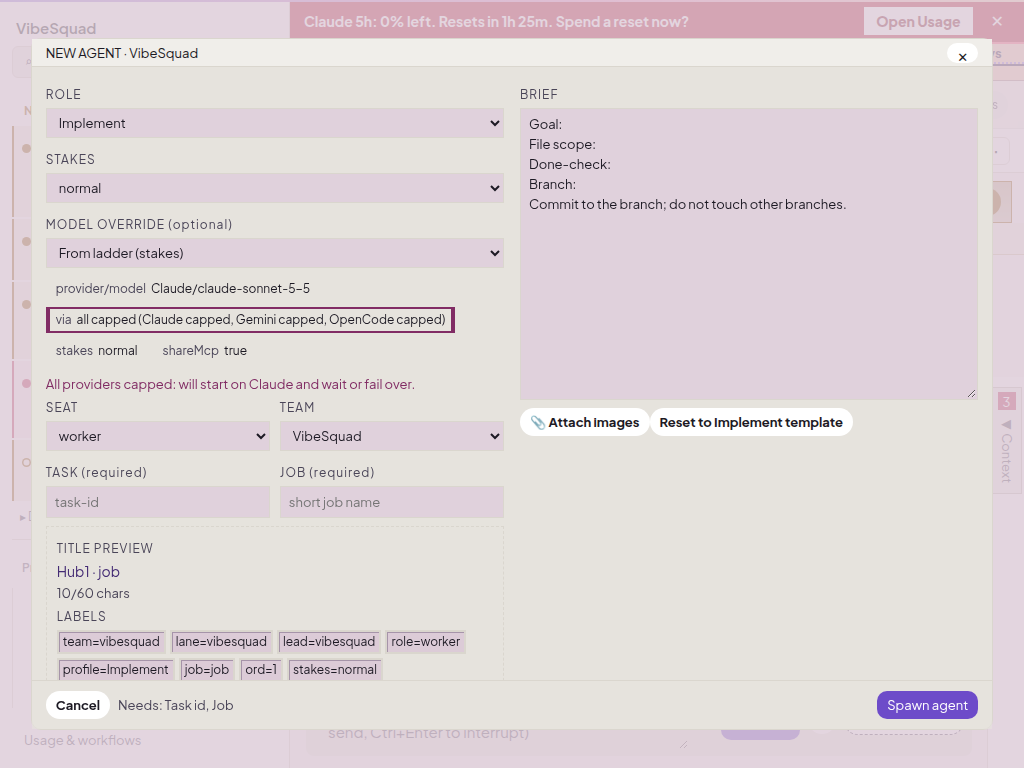 VibeSquad
Claude 5h: 0% left. Resets in 1h 25m. Spend a reset now?
Open Usage
×
NEW AGENT · VibeSquad
×
ROLE
Implement
STAKES
normal
MODEL OVERRIDE (optional)
From ladder (stakes)
provider/model Claude/claude-sonnet-5-5
via all capped (Claude capped, Gemini capped, OpenCode capped)
stakes normal shareMcp true
All providers capped: will start on Claude and wait or fail over.
SEAT
TEAM
worker
VibeSquad
TASK (required)
JOB (required)
task-id
short job name
TITLE PREVIEW
Hub1 · job
10/60 chars
LABELS
team=vibesquad lane=vibesquad lead=vibesquad role=worker
profile=Implement job=job ord=1 stakes=normal
BRIEF
Goal:
File scope:
Done-check:
Branch:
Commit to the branch; do not touch other branches.
📎 Attach images
Reset to Implement template
3
◀ Context
Cancel
Needs: Task id, Job
Spawn agent
send, Ctrl+Enter to interrupt)
Usage & workflows